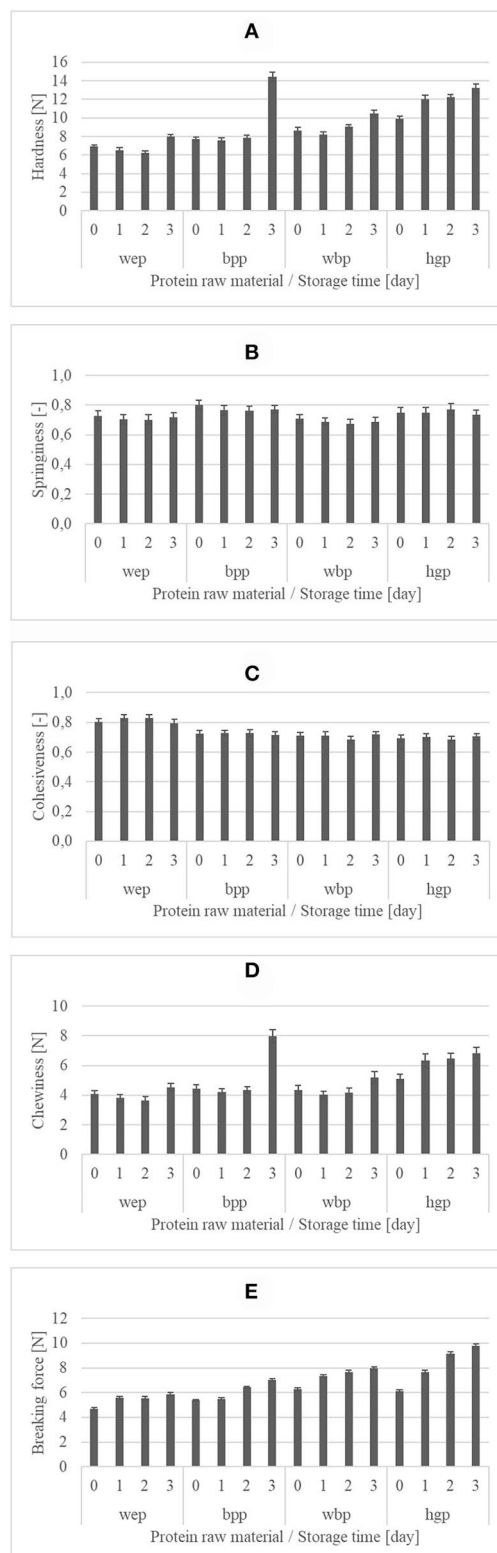 A
Hardness [N]
16
14
12
10
8
6
4
2
0
0 1 2 3 0 1 2 3 0 1 2 3 0 1 2 3
wep bpp wbp hgp
Protein raw material / Storage time [day]
B
Springiness [-]
1,0
0,8
0,6
0,4
0,2
0,0
0 1 2 3 0 1 2 3 0 1 2 3 0 1 2 3
wep bpp wbp hgp
Protein raw material / Storage time [day]
C
Cohesiveness [-]
1,0
0,8
0,6
0,4
0,2
0,0
0 1 2 3 0 1 2 3 0 1 2 3 0 1 2 3
wep bpp wbp hgp
Protein raw material / Storage time [day]
D
Chewiness [N]
10
8
6
4
2
0
0 1 2 3 0 1 2 3 0 1 2 3 0 1 2 3
wep bpp wbp hgp
Protein raw material / Storage time [day]
E
Breaking force [N]
12
10
8
6
4
2
0
0 1 2 3 0 1 2 3 0 1 2 3 0 1 2 3
wep bpp wbp hgp
Protein raw material / Storage time [day]